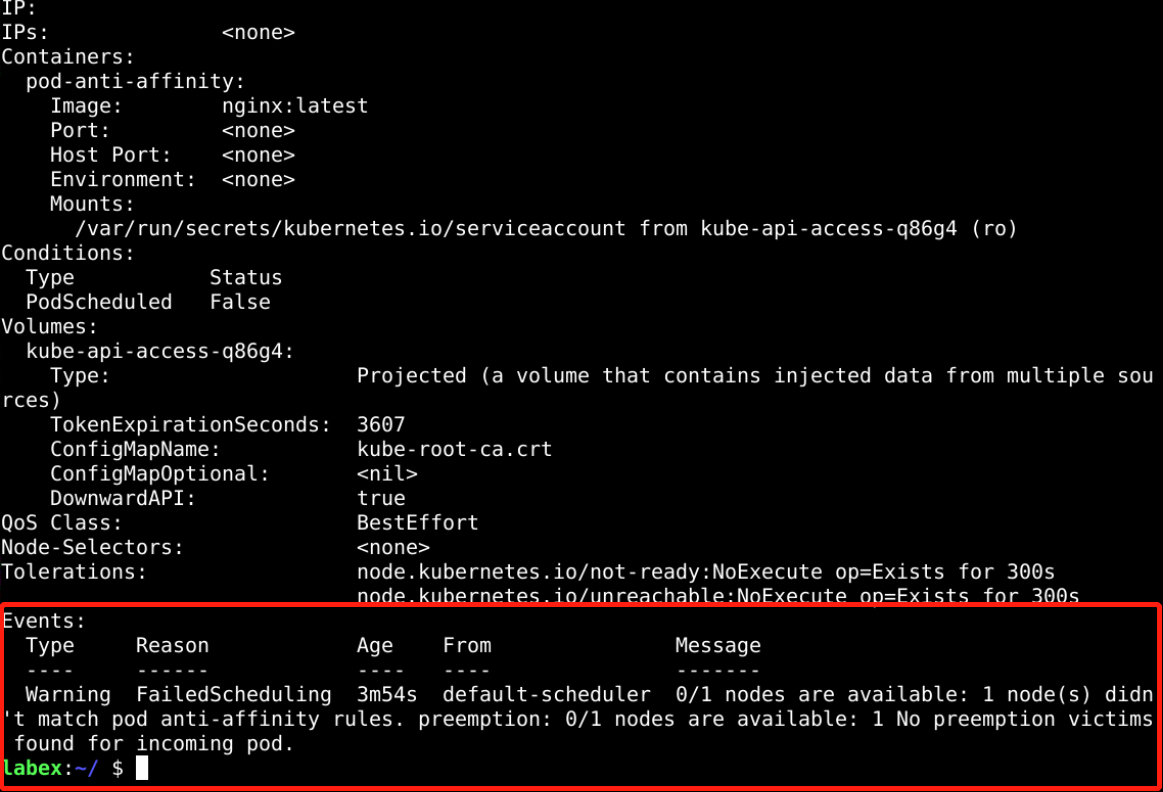 IP:
IPs:              <none>
Containers:
  pod-anti-affinity:
    Image:        nginx:latest
    Port:         <none>
    Host Port:    <none>
    Environment:  <none>
    Mounts:
      /var/run/secrets/kubernetes.io/serviceaccount from kube-api-access-q86g4 (ro)
Conditions:
  Type           Status
  PodScheduled   False
Volumes:
  kube-api-access-q86g4:
    Type:                    Projected (a volume that contains injected data from multiple sou
rces)
    TokenExpirationSeconds:  3607
    ConfigMapName:           kube-root-ca.crt
    ConfigMapOptional:       <nil>
    DownwardAPI:             true
QoS Class:                   BestEffort
Node-Selectors:              <none>
Tolerations:                 node.kubernetes.io/not-ready:NoExecute op=Exists for 300s
                             node.kubernetes.io/unreachable:NoExecute op=Exists for 300s
Events:
  Type     Reason            Age    From               Message
  ----     ------            ----   ----               -------
  Warning  FailedScheduling  3m54s  default-scheduler  0/1 nodes are available: 1 node(s) didn
't match pod anti-affinity rules. preemption: 0/1 nodes are available: 1 No preemption victims
 found for incoming pod.
labex:~/ $